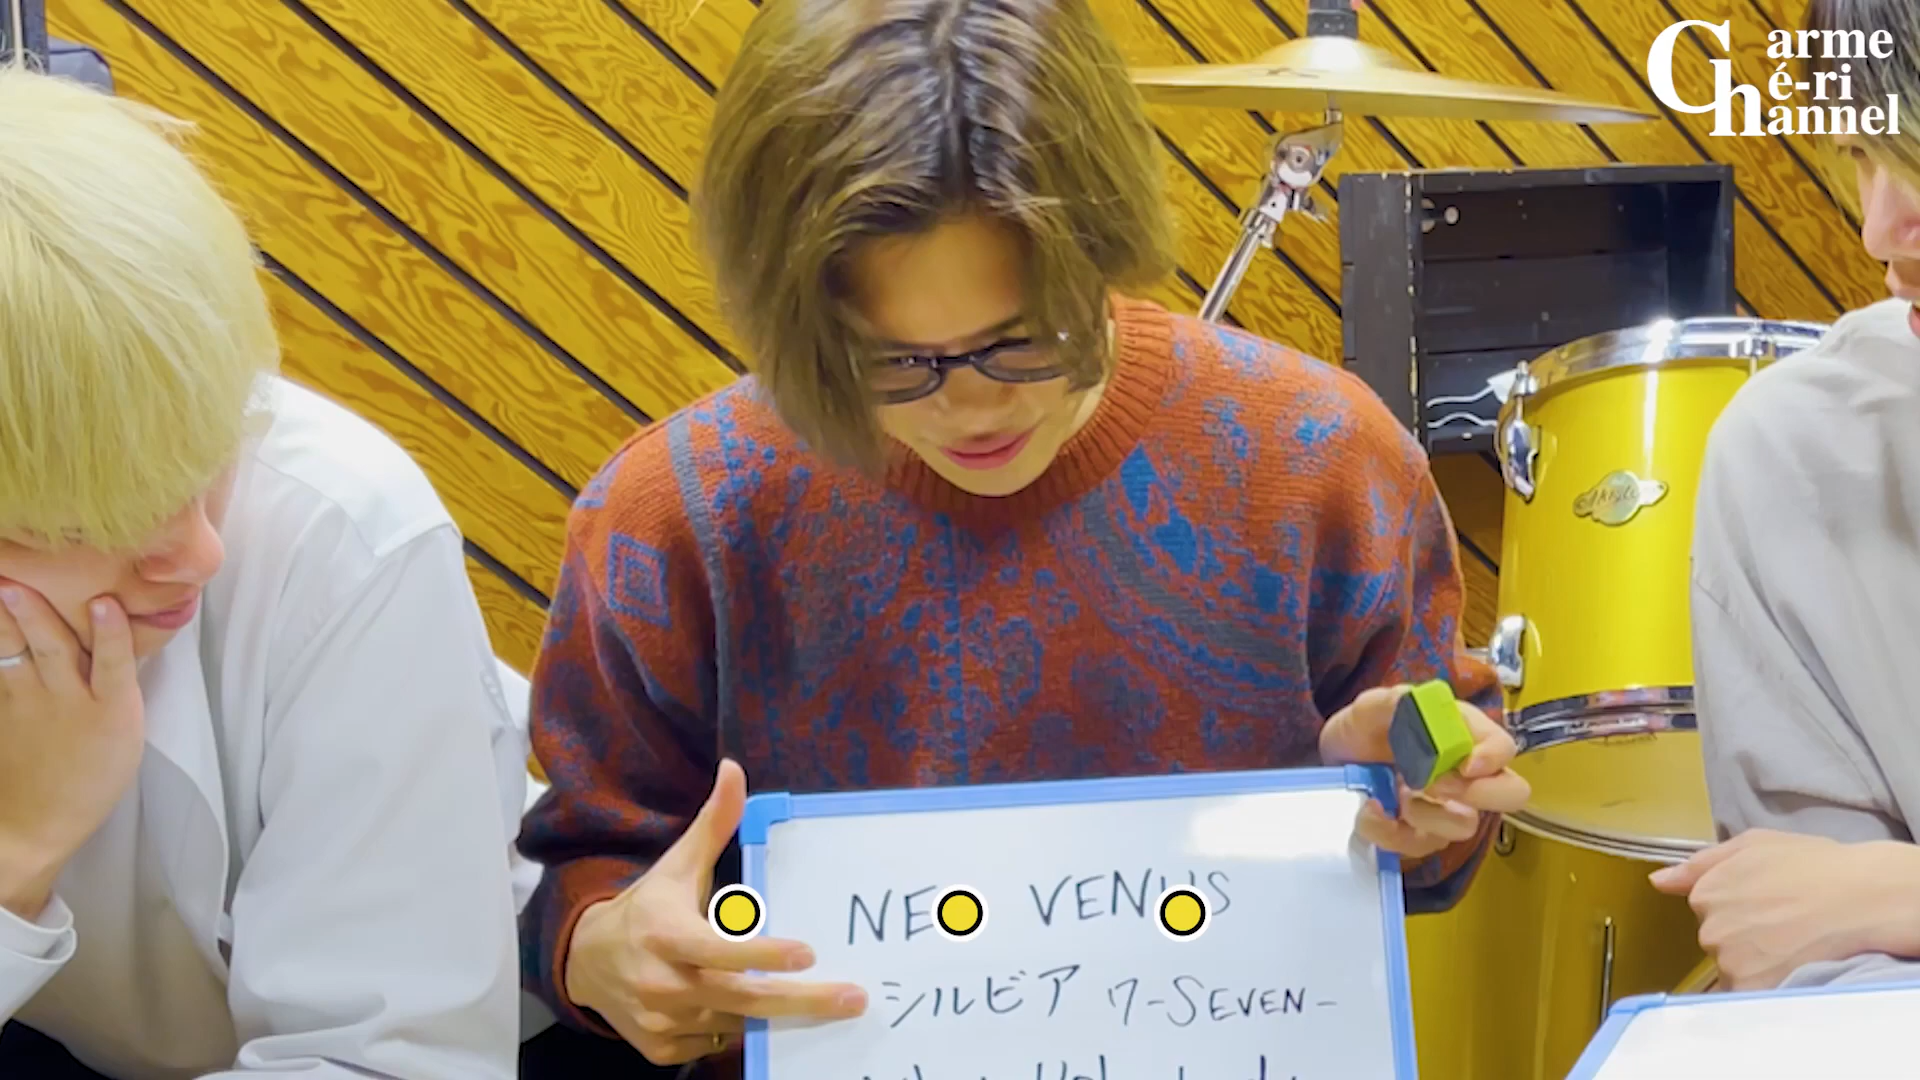 Carme
é-ri
Channel
NEO VENUS
シルビア 7-SEVEN-